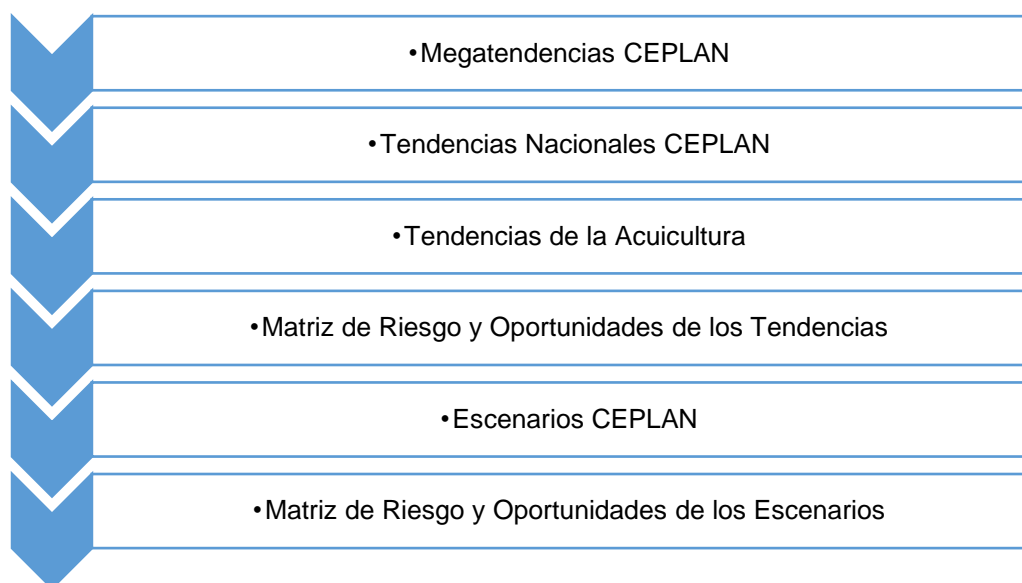 •Megatendencias CEPLAN
•Tendencias Nacionales CEPLAN
•Tendencias de la Acuicultura
•Matriz de Riesgo y Oportunidades de los Tendencias
•Escenarios CEPLAN
•Matriz de Riesgo y Oportunidades de los Escenarios